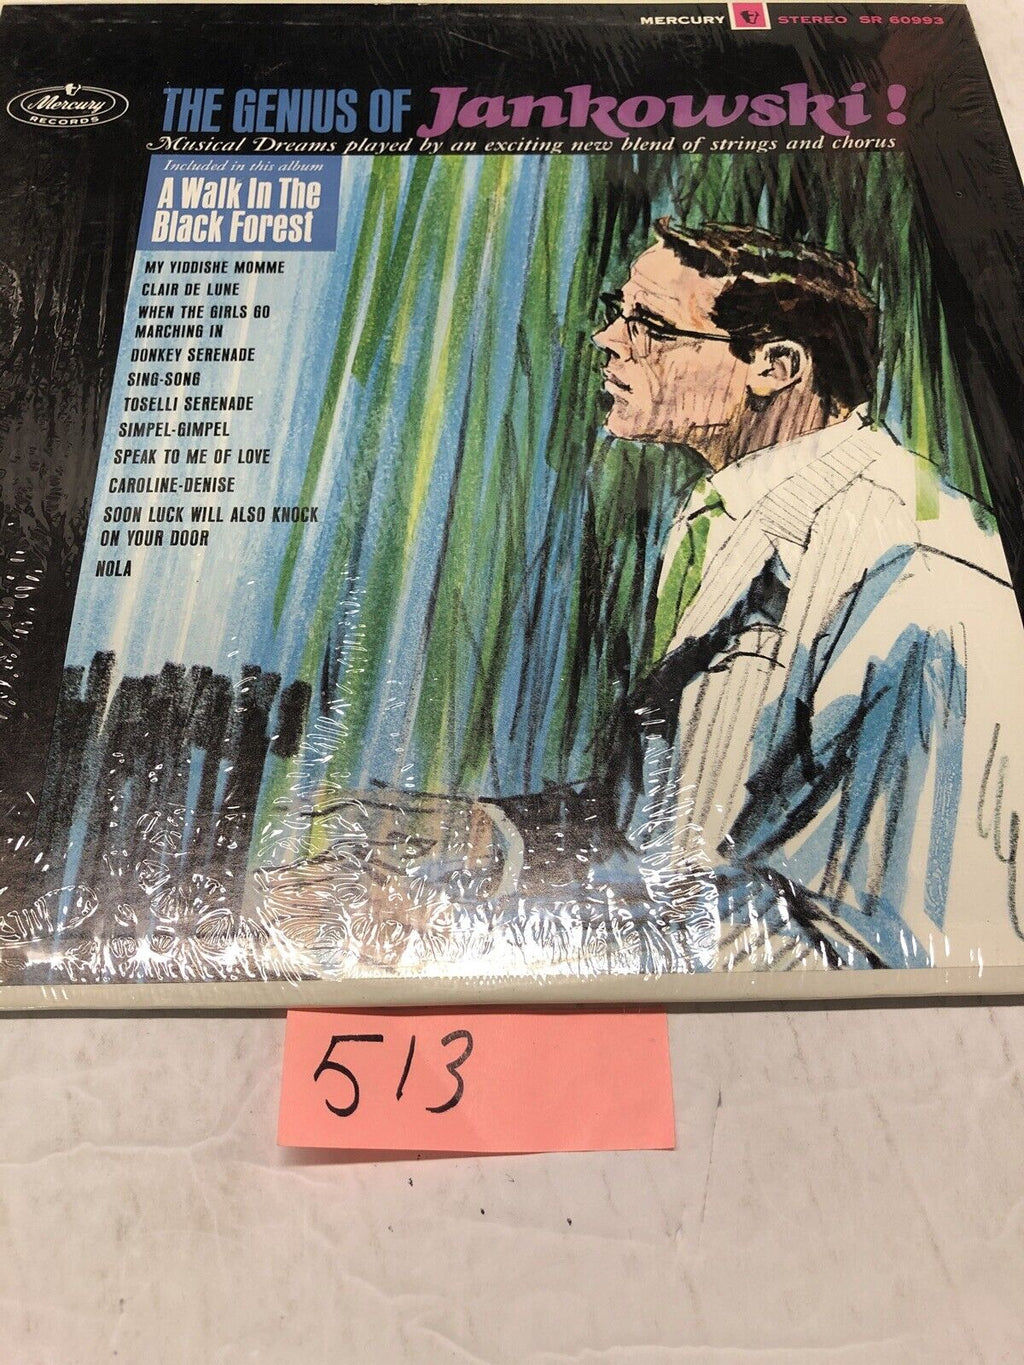 MERCURY STEREO SR 60993
Mercury
RECORDS
THE GENIUS OF Jankowski!
Musical Dreams played by an exciting new blend of strings and chorus
Included in this album
A Walk In The
Black Forest
MY YIDDISHE MOMME
CLAIR DE LUNE
WHEN THE GIRLS GO
MARCHING IN
DONKEY SERENADE
SING-SONG
TOSELLI SERENADE
SIMPEL-GIMPEL
SPEAK TO ME OF LOVE
CAROLINE-DENISE
SOON LUCK WILL ALSO KNOCK
ON YOUR DOOR
NOLA
513